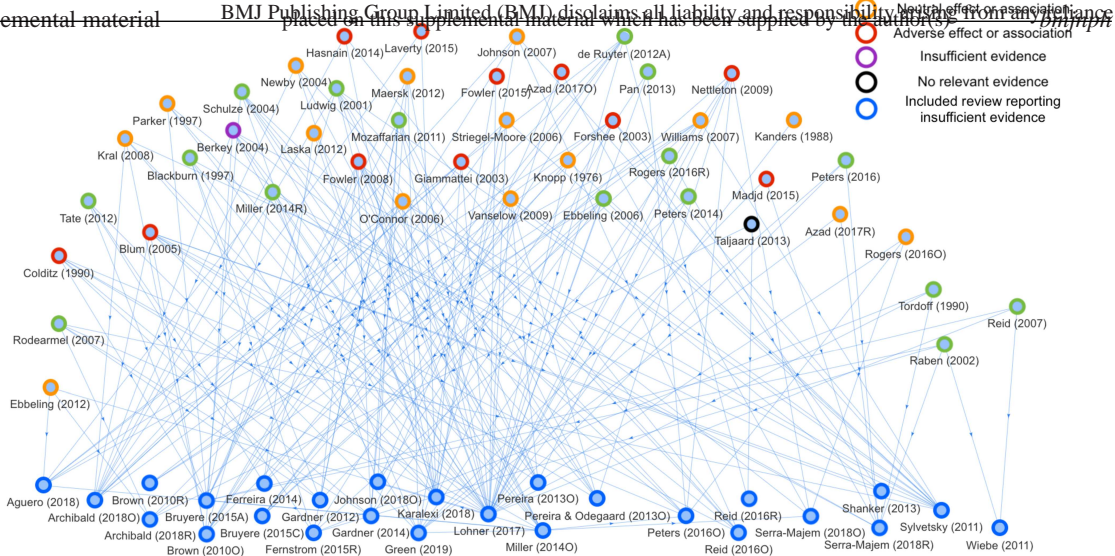 emental material
BMJ Publishing Group Limited (BMJ) disclaims all liability and responsibility arising from any reliance
placed on this supplemental material which has been supplied by the author(s)
bmjnph
Neutral effect or association
Adverse effect or association
Insufficient evidence
No relevant evidence
Included review reporting
insufficient evidence
Hasnain (2014)
Laverty (2015)
Johnson (2007)
de Ruyter (2012A)
Newby (2004)
Ludwig (2001)
Maersk (2012)
Fowler (2015)
Azad (2017O)
Pan (2013)
Nettleton (2009)
Schulze (2004)
Parker (1997)
Berkey (2004)
Laska (2012)
Mozaffarian (2011)
Striegel-Moore (2006)
Forshee (2003)
Williams (2007)
Kanders (1988)
Kral (2008)
Blackburn (1997)
Fowler (2008)
Giammattei (2003)
Knopp (1976)
Rogers (2016R)
Peters (2016)
Madjd (2015)
Tate (2012)
Miller (2014R)
O'Connor (2006)
Vanselow (2009)
Ebbeling (2006)
Peters (2014)
Azad (2017R)
Taljaard (2013)
Blum (2005)
Rogers (2016O)
Colditz (1990)
Tordoff (1990)
Reid (2007)
Rodearmel (2007)
Raben (2002)
Ebbeling (2012)
Aguero (2018)
Brown (2010R)
Ferreira (2014)
Johnson (2018O)
Pereira (2013O)
Archibald (2018O)
Bruyere (2015A)
Gardner (2012)
Karalexi (2018)
Pereira & Odegaard (2013O)
Reid (2016R)
Shanker (2013)
Archibald (2018R)
Bruyere (2015C)
Gardner (2014)
Lohner (2017)
Peters (2016O)
Serra-Majem (2018O)
Sylvetsky (2011)
Brown (2010O)
Fernstrom (2015R)
Green (2019)
Miller (2014O)
Reid (2016O)
Serra-Majem (2018R)
Wiebe (2011)